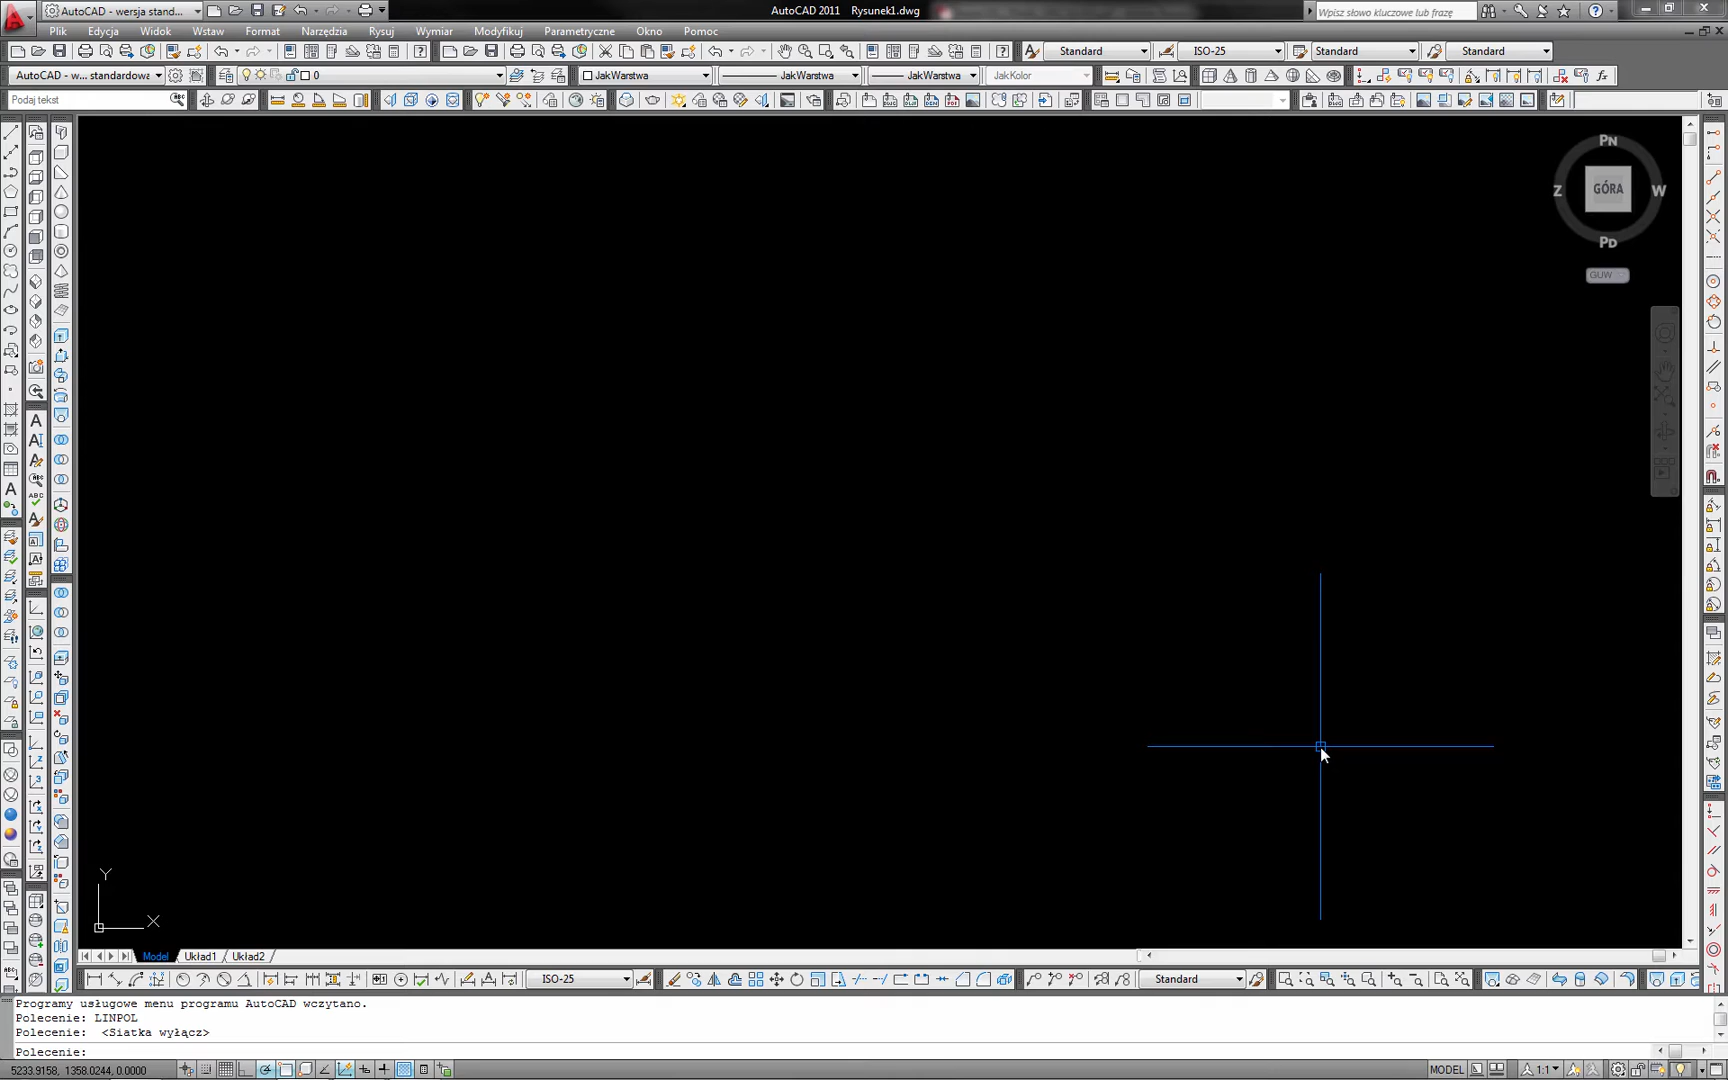 AutoCAD - wersja stand...
AutoCAD 2011 Rysunek1.dwg
Wpisz słowo kluczowe lub frazę
Plik Edycja Widok Wstaw Format Narzędzia Rysuj Wymiar Modyfikuj Parametryczne Okno Pomoc
Standard ISO-25 Standard Standard
AutoCAD - w... standardowa 0 JakWarstwa JakWarstwa JakWarstwa JakKolor
Podaj tekst
PN
Z GÓRA W
PD
GUW
Y
X
Model Układ1 Układ2
ISO-25 Standard
Programy usługowe menu programu AutoCAD wczytano.
Polecenie: LINPOL
Polecenie: <Siatka wyłącz>
Polecenie:
5233.9158, 1358.0244, 0.0000 MODEL 1:1